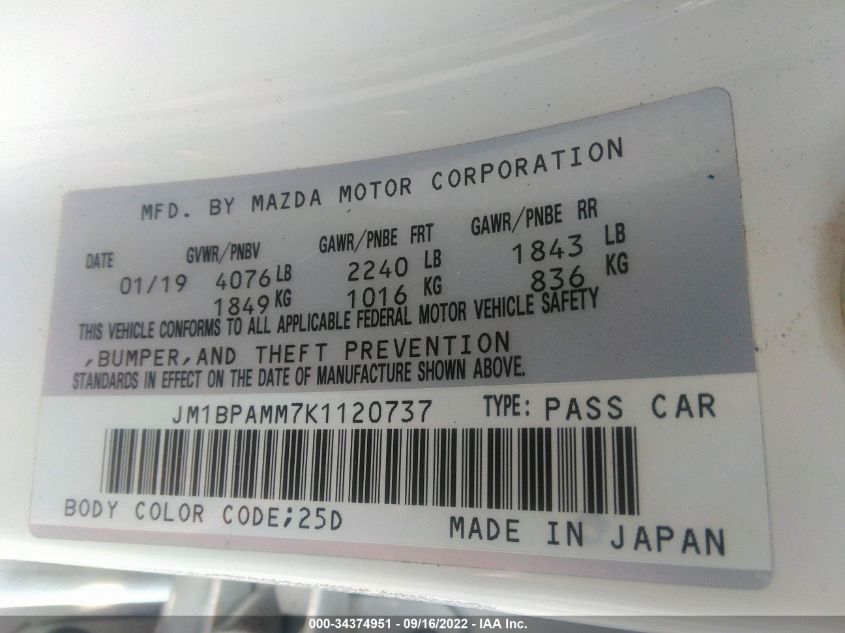 MFD. BY MAZDA MOTOR CORPORATION
DATE GVWR/PNBV GAWR/PNBE FRT GAWR/PNBE RR
01/19 4076 LB 2240 LB 1843 LB
1849 KG 1016 KG 836 KG
THIS VEHICLE CONFORMS TO ALL APPLICABLE FEDERAL MOTOR VEHICLE SAFETY
,BUMPER,AND THEFT PREVENTION
STANDARDS IN EFFECT ON THE DATE OF MANUFACTURE SHOWN ABOVE.
JM1BPAMM7K1120737 TYPE: PASS CAR
BODY COLOR CODE;25D MADE IN JAPAN
000-34374951 - 09/16/2022 - IAA Inc.